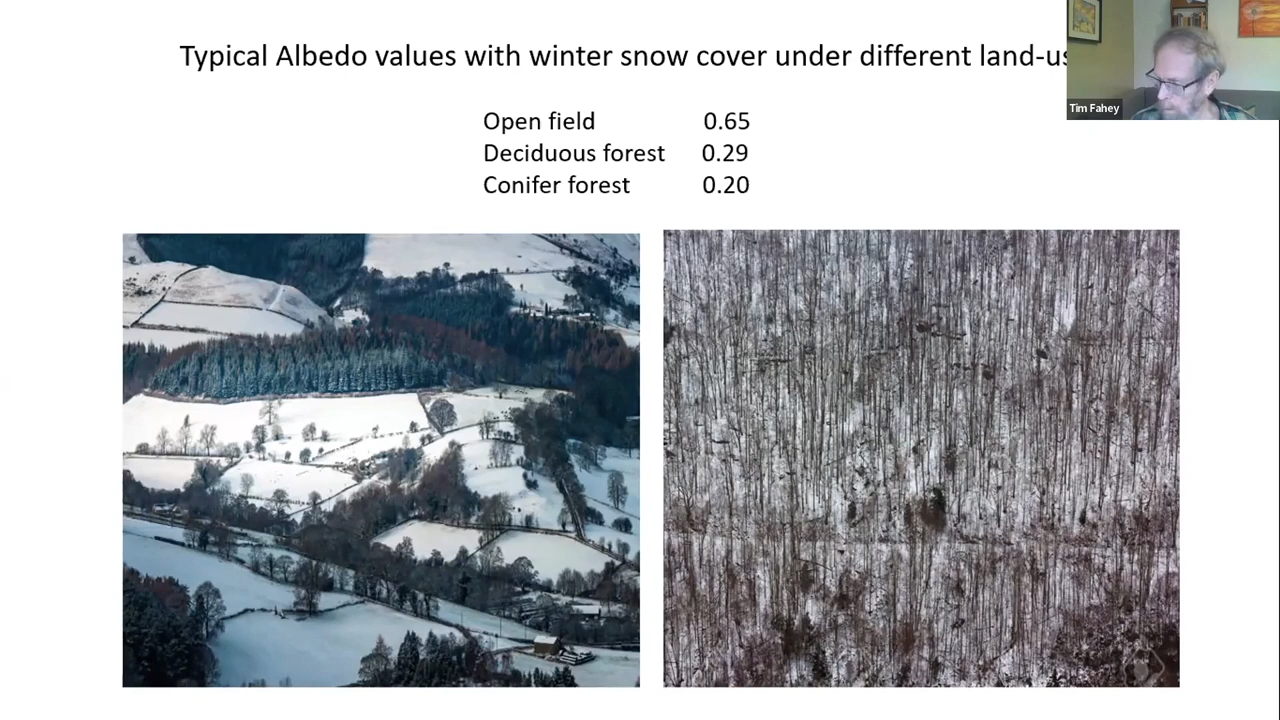 Typical Albedo values with winter snow cover under different land-us
Tim Fahey
Open field 0.65
Deciduous forest 0.29
Conifer forest 0.20